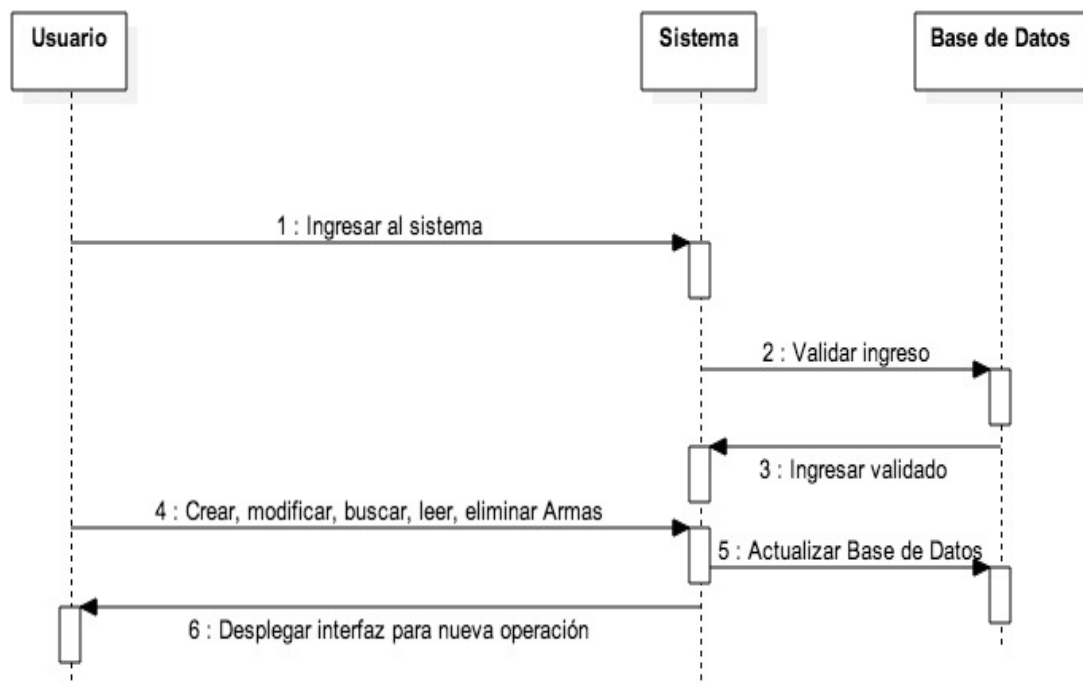 Usuario
Sistema
Base de Datos
1 : Ingresar al sistema
2 : Validar ingreso
3 : Ingresar validado
4 : Crear, modificar, buscar, leer, eliminar Armas
5 : Actualizar Base de Datos
6 : Desplegar interfaz para nueva operación